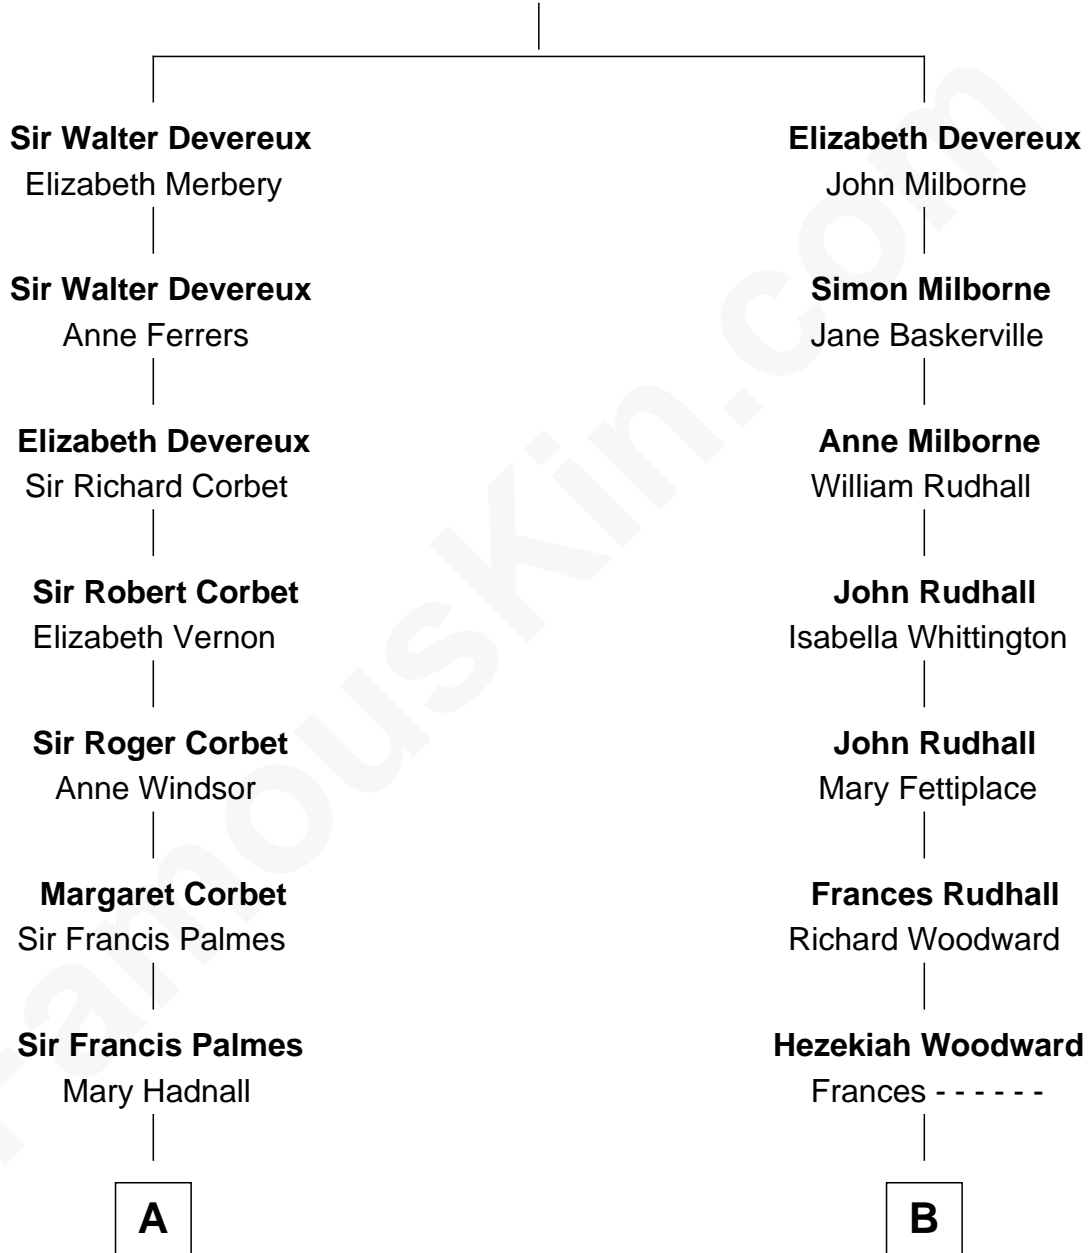 Sir Walter Devereux
Elizabeth Merbery
Sir Walter Devereux
Anne Ferrers
Elizabeth Devereux
Sir Richard Corbet
Sir Robert Corbet
Elizabeth Vernon
Sir Roger Corbet
Anne Windsor
Margaret Corbet
Sir Francis Palmes
Sir Francis Palmes
Mary Hadnall
A
Elizabeth Devereux
John Milborne
Simon Milborne
Jane Baskerville
Anne Milborne
William Rudhall
John Rudhall
Isabella Whittington
John Rudhall
Mary Fettiplace
Frances Rudhall
Richard Woodward
Hezekiah Woodward
Frances - - - - - -
B
FamousKin.com